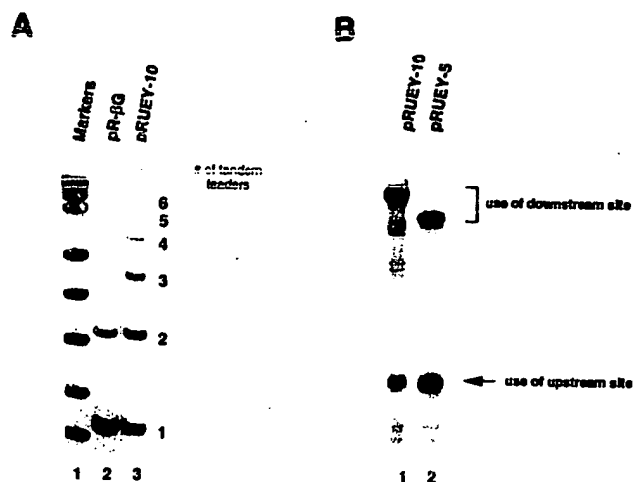 A
Markers
pR-βG
pRUEY-10
# of tandem
leaders
6
5
4
3
2
1
1 2 3
B
pRUEY-10
pRUEY-5
use of downstream site
use of upstream site
1 2